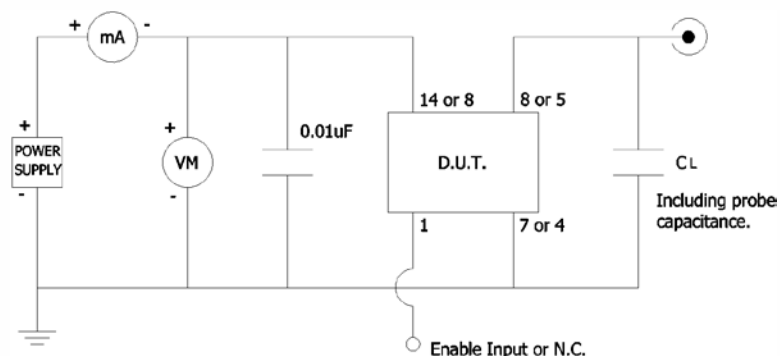 + mA -
14 or 8
8 or 5
+
0.01uF
+
POWER
SUPPLY
-
VM
-
D.U.T.
CL
Including probe
capacitance.
1
7 or 4
Enable Input or N.C.